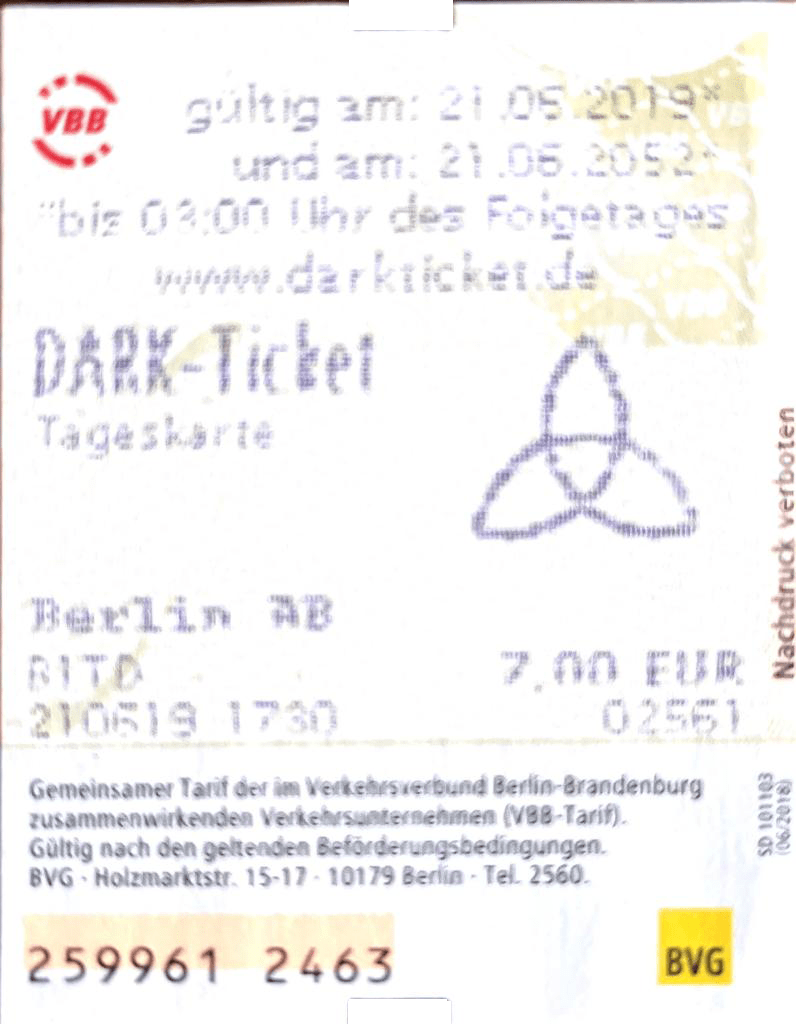 VBB
gültig am: 21.06.2019*
und am: 21.06.2052*
*bis 03:00 Uhr des Folgetages
www.darkticket.de
DARK-Ticket
Tageskarte
Berlin AB
7,00 EUR
210619 1730 02561
Gemeinsamer Tarif der im Verkehrsverbund Berlin-Brandenburg
zusammenwirkenden Verkehrsunternehmen (VBB-Tarif).
Gültig nach den geltenden Beförderungsbedingungen.
BVG · Holzmarktstr. 15-17 · 10179 Berlin · Tel. 2560.
259961 2463
BVG
Nachdruck verboten
SD 101103
(06/2018)